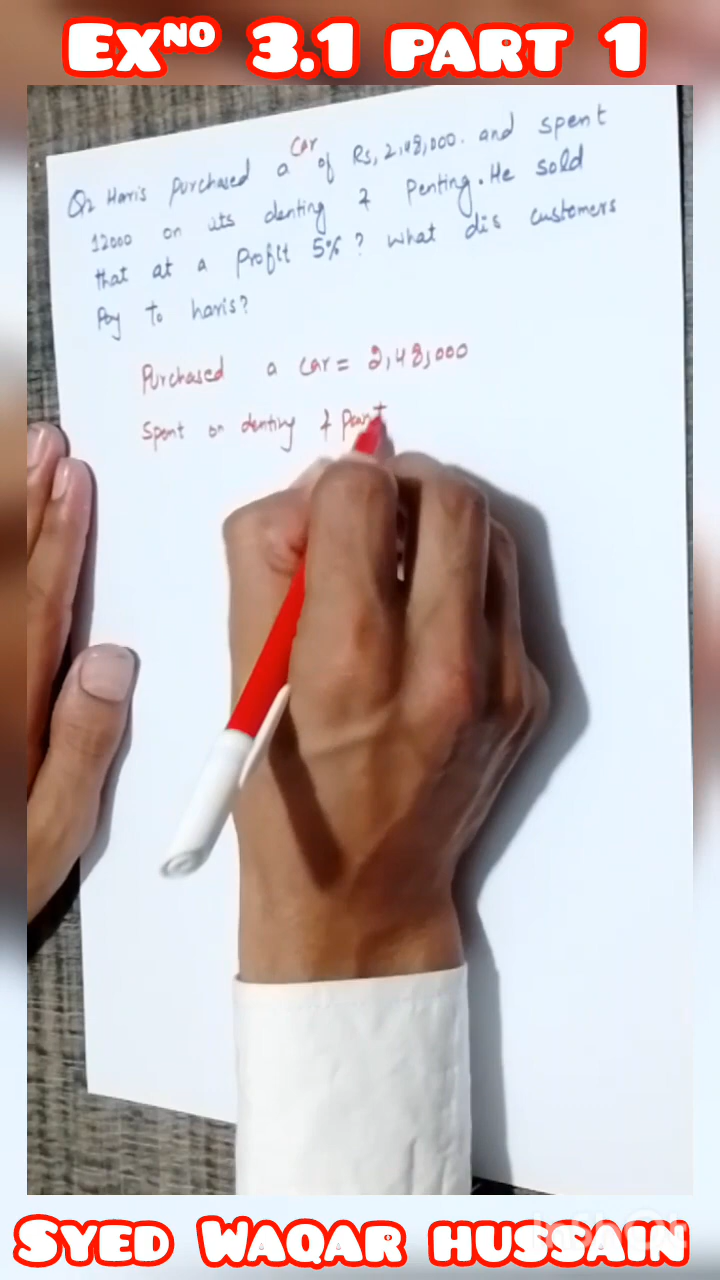 Exᴺᴼ 3.1 PART 1
Q2 Haris purchased a car of Rs, 2,48,000. and spent
12000 on its denting & Penting. He sold
that at a Profit 5%? what dis customers
Pay to haris?
Purchased a car = 2,48,000
Spent on denting & Paint
SYED WAQAR HUSSAIN